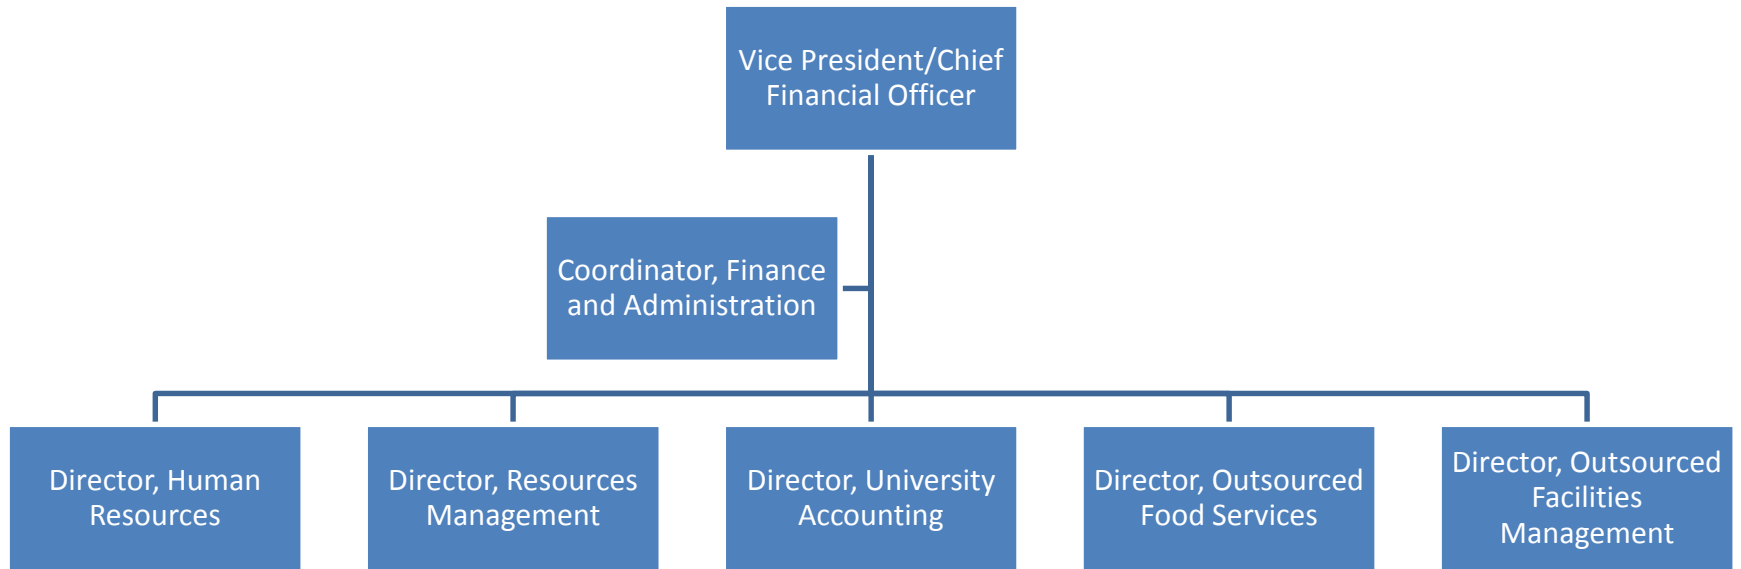 Vice President/Chief
Financial Officer
Coordinator, Finance
and Administration
Director, Human
Resources
Director, Resources
Management
Director, University
Accounting
Director, Outsourced
Food Services
Director, Outsourced
Facilities
Management